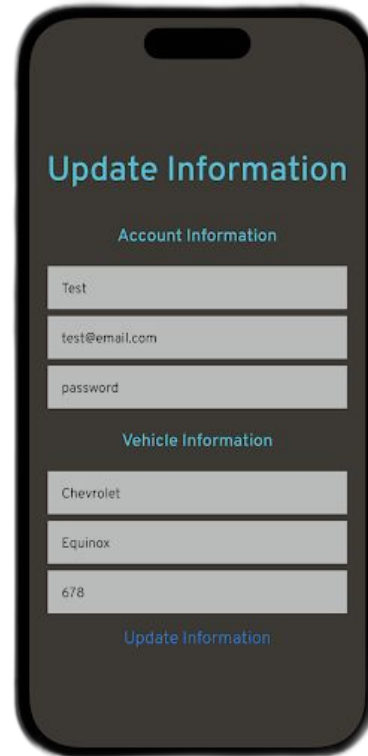 Update Information
Account Information
Test
test@email.com
password
Vehicle Information
Chevrolet
Equinox
678
Update Information